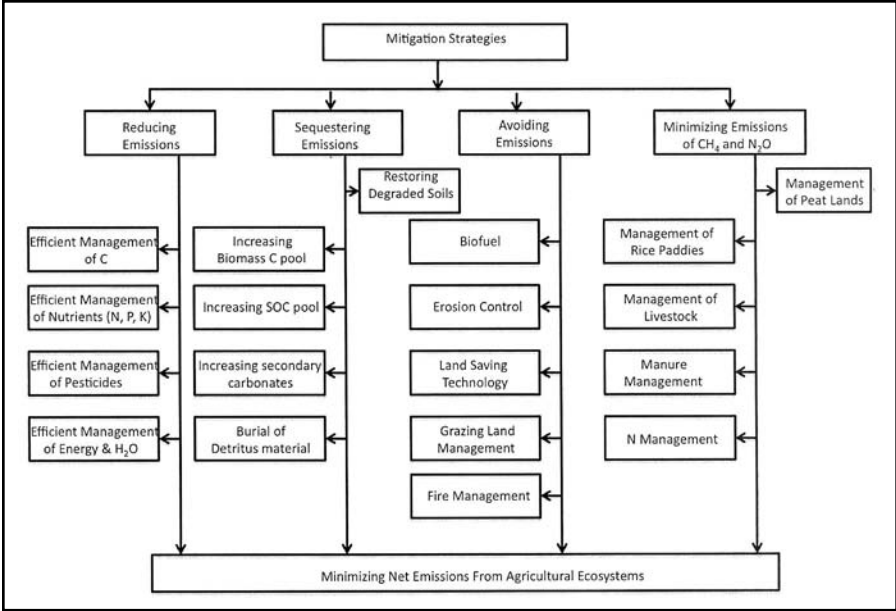 Mitigation Strategies
Reducing
Emissions
Sequestering
Emissions
Avoiding
Emissions
Minimizing Emissions
of CH₄ and N₂O
Restoring
Degraded Soils
Management
of Peat Lands
Efficient Management
of C
Increasing
Biomass C pool
Biofuel
Management of
Rice Paddies
Efficient Management
of Nutrients (N, P, K)
Increasing SOC pool
Erosion Control
Management of
Livestock
Efficient Management
of Pesticides
Increasing secondary
carbonates
Land Saving
Technology
Manure
Management
Efficient Management
of Energy & H₂O
Burial of
Detritus material
Grazing Land
Management
N Management
Fire Management
Minimizing Net Emissions From Agricultural Ecosystems